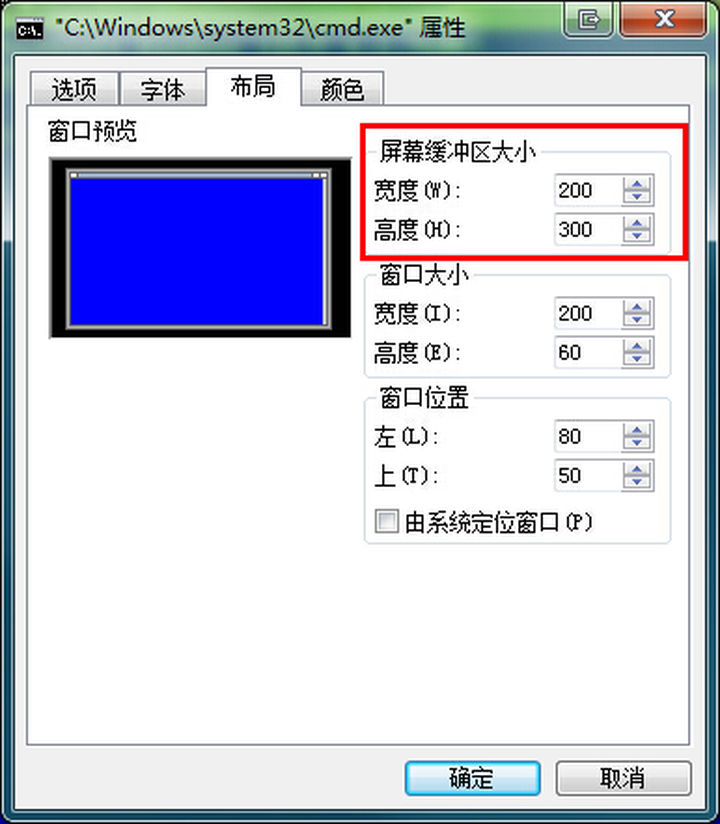 "C:\Windows\system32\cmd.exe" 属性
选项 字体 布局 颜色
窗口预览
屏幕缓冲区大小
宽度(W): 200
高度(H): 300
窗口大小
宽度(I): 200
高度(E): 60
窗口位置
左(L): 80
上(T): 50
由系统定位窗口(P)
确定 取消